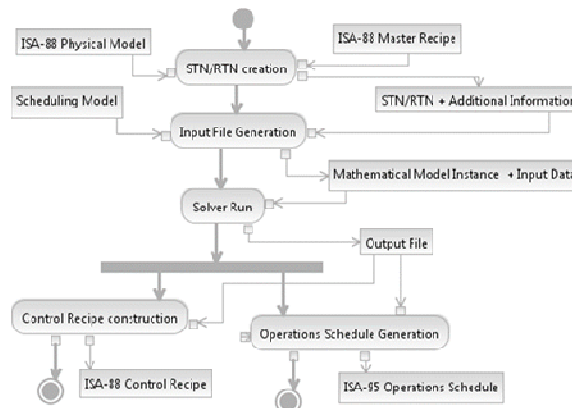 ISA-88 Physical Model
ISA-88 Master Recipe
STN/RTN creation
Scheduling Model
STN/RTN + Additional Information
Input File Generation
Mathematical Model Instance + Input Data
Solver Run
Output File
Control Recipe construction
Operations Schedule Generation
ISA-88 Control Recipe
ISA-95 Operations Schedule